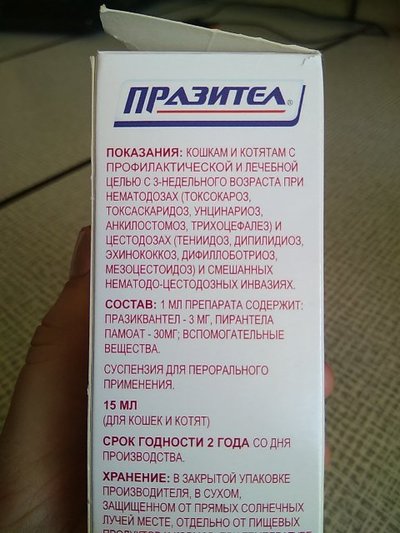 ПРАЗИТЕЛ®
ПОКАЗАНИЯ: КОШКАМ И КОТЯТАМ С
ПРОФИЛАКТИЧЕСКОЙ И ЛЕЧЕБНОЙ
ЦЕЛЬЮ С 3-НЕДЕЛЬНОГО ВОЗРАСТА ПРИ
НЕМАТОДОЗАХ (ТОКСОКАРОЗ,
ТОКСАСКАРИДОЗ, УНЦИНАРИОЗ,
АНКИЛОСТОМОЗ, ТРИХОЦЕФАЛЕЗ) И
ЦЕСТОДОЗАХ (ТЕНИИДОЗ, ДИПИЛИДИОЗ,
ЭХИНОКОККОЗ, ДИФИЛЛОБОТРИОЗ,
МЕЗОЦЕСТОИДОЗ) И СМЕШАННЫХ
НЕМАТОДО-ЦЕСТОДОЗНЫХ ИНВАЗИЯХ.
СОСТАВ: 1 МЛ ПРЕПАРАТА СОДЕРЖИТ:
ПРАЗИКВАНТЕЛ - 3 МГ, ПИРАНТЕЛА
ПАМОАТ - 30МГ; ВСПОМОГАТЕЛЬНЫЕ
ВЕЩЕСТВА.
СУСПЕНЗИЯ ДЛЯ ПЕРОРАЛЬНОГО
ПРИМЕНЕНИЯ.
15 МЛ
(ДЛЯ КОШЕК И КОТЯТ)
СРОК ГОДНОСТИ 2 ГОДА СО ДНЯ
ПРОИЗВОДСТВА.
ХРАНЕНИЕ: В ЗАКРЫТОЙ УПАКОВКЕ
ПРОИЗВОДИТЕЛЯ, В СУХОМ,
ЗАЩИЩЕННОМ ОТ ПРЯМЫХ СОЛНЕЧНЫХ
ЛУЧЕЙ МЕСТЕ, ОТДЕЛЬНО ОТ ПИЩЕВЫХ